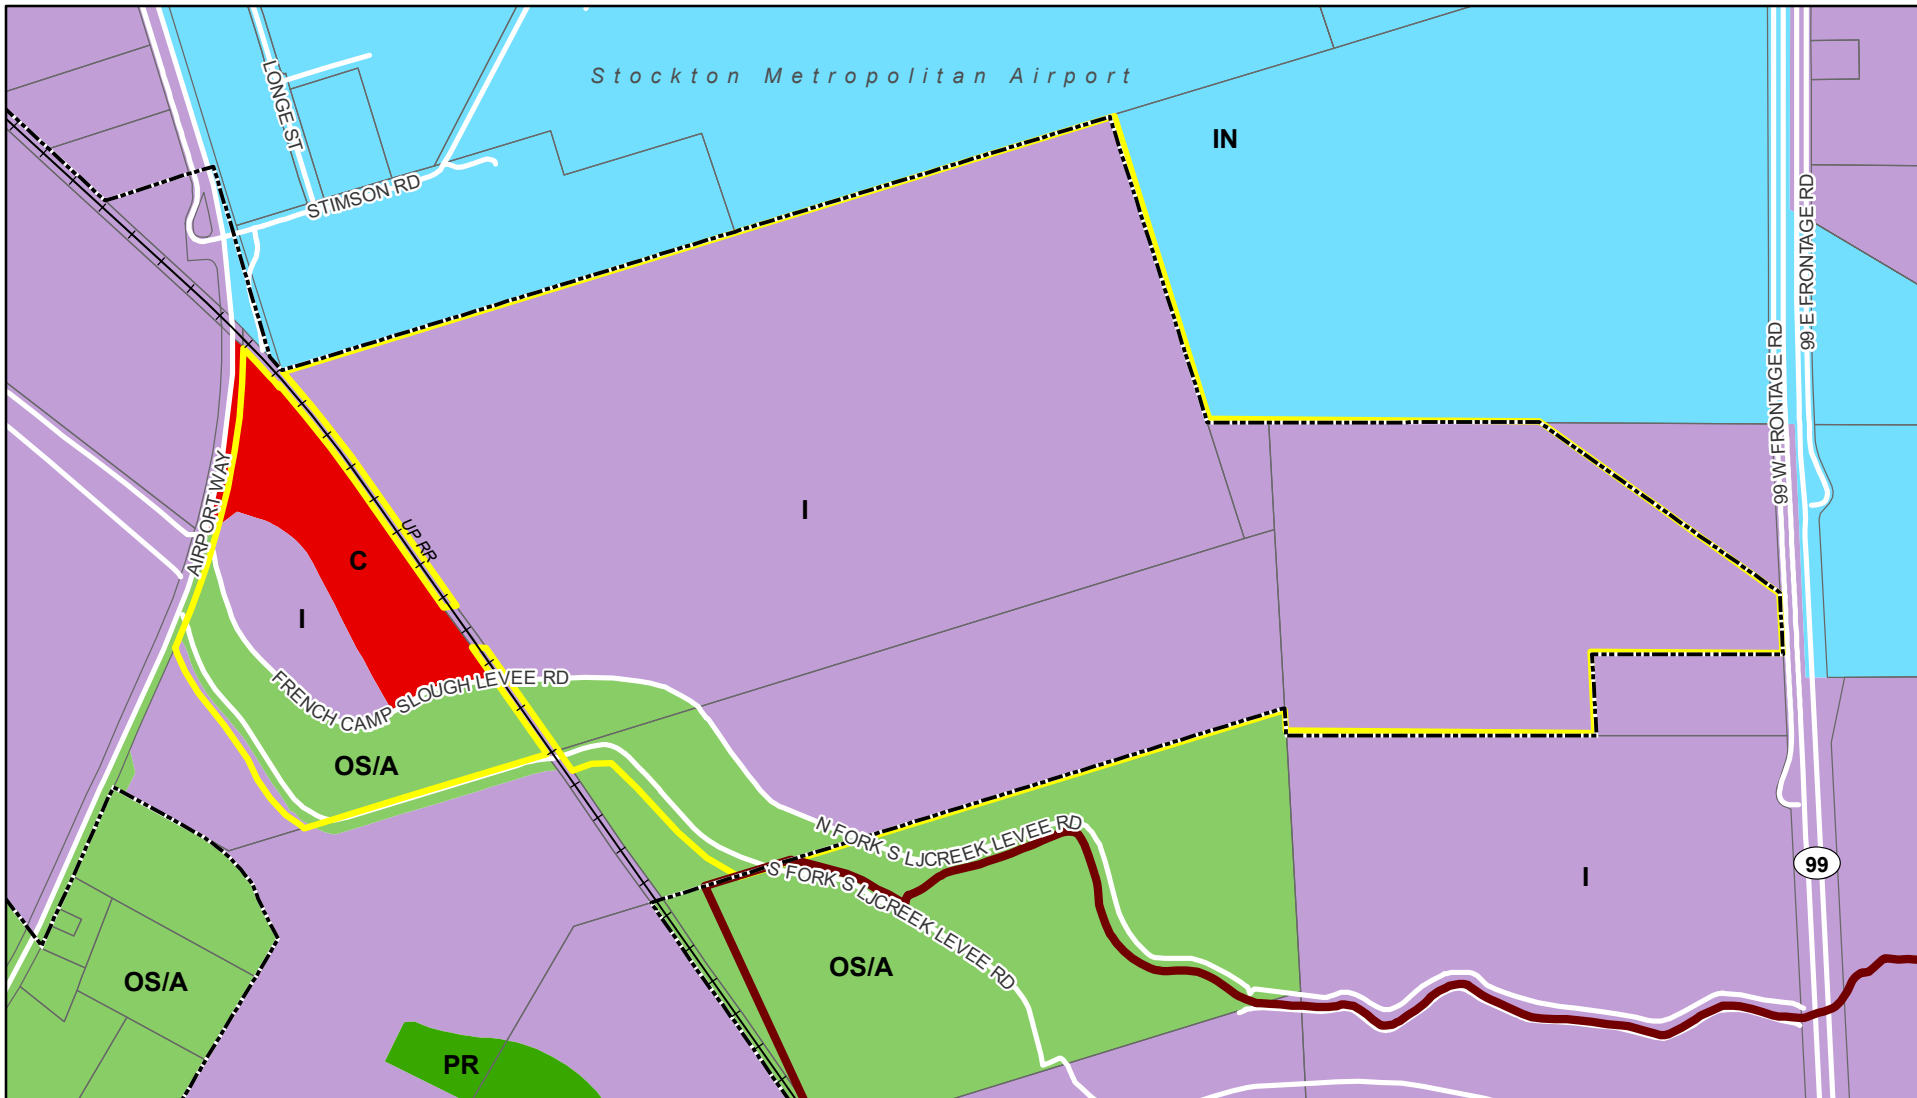 Stockton Metropolitan Airport
LONGE ST
IN
STIMSON RD
99 E FRONTAGE RD
99 W FRONTAGE RD
AIRPORT WAY
I
UP RR
C
I
FRENCH CAMP SLOUGH LEVEE RD
OS/A
N FORK S LJCREEK LEVEE RD
S FORK S LJCREEK LEVEE RD
99
I
OS/A
OS/A
PR